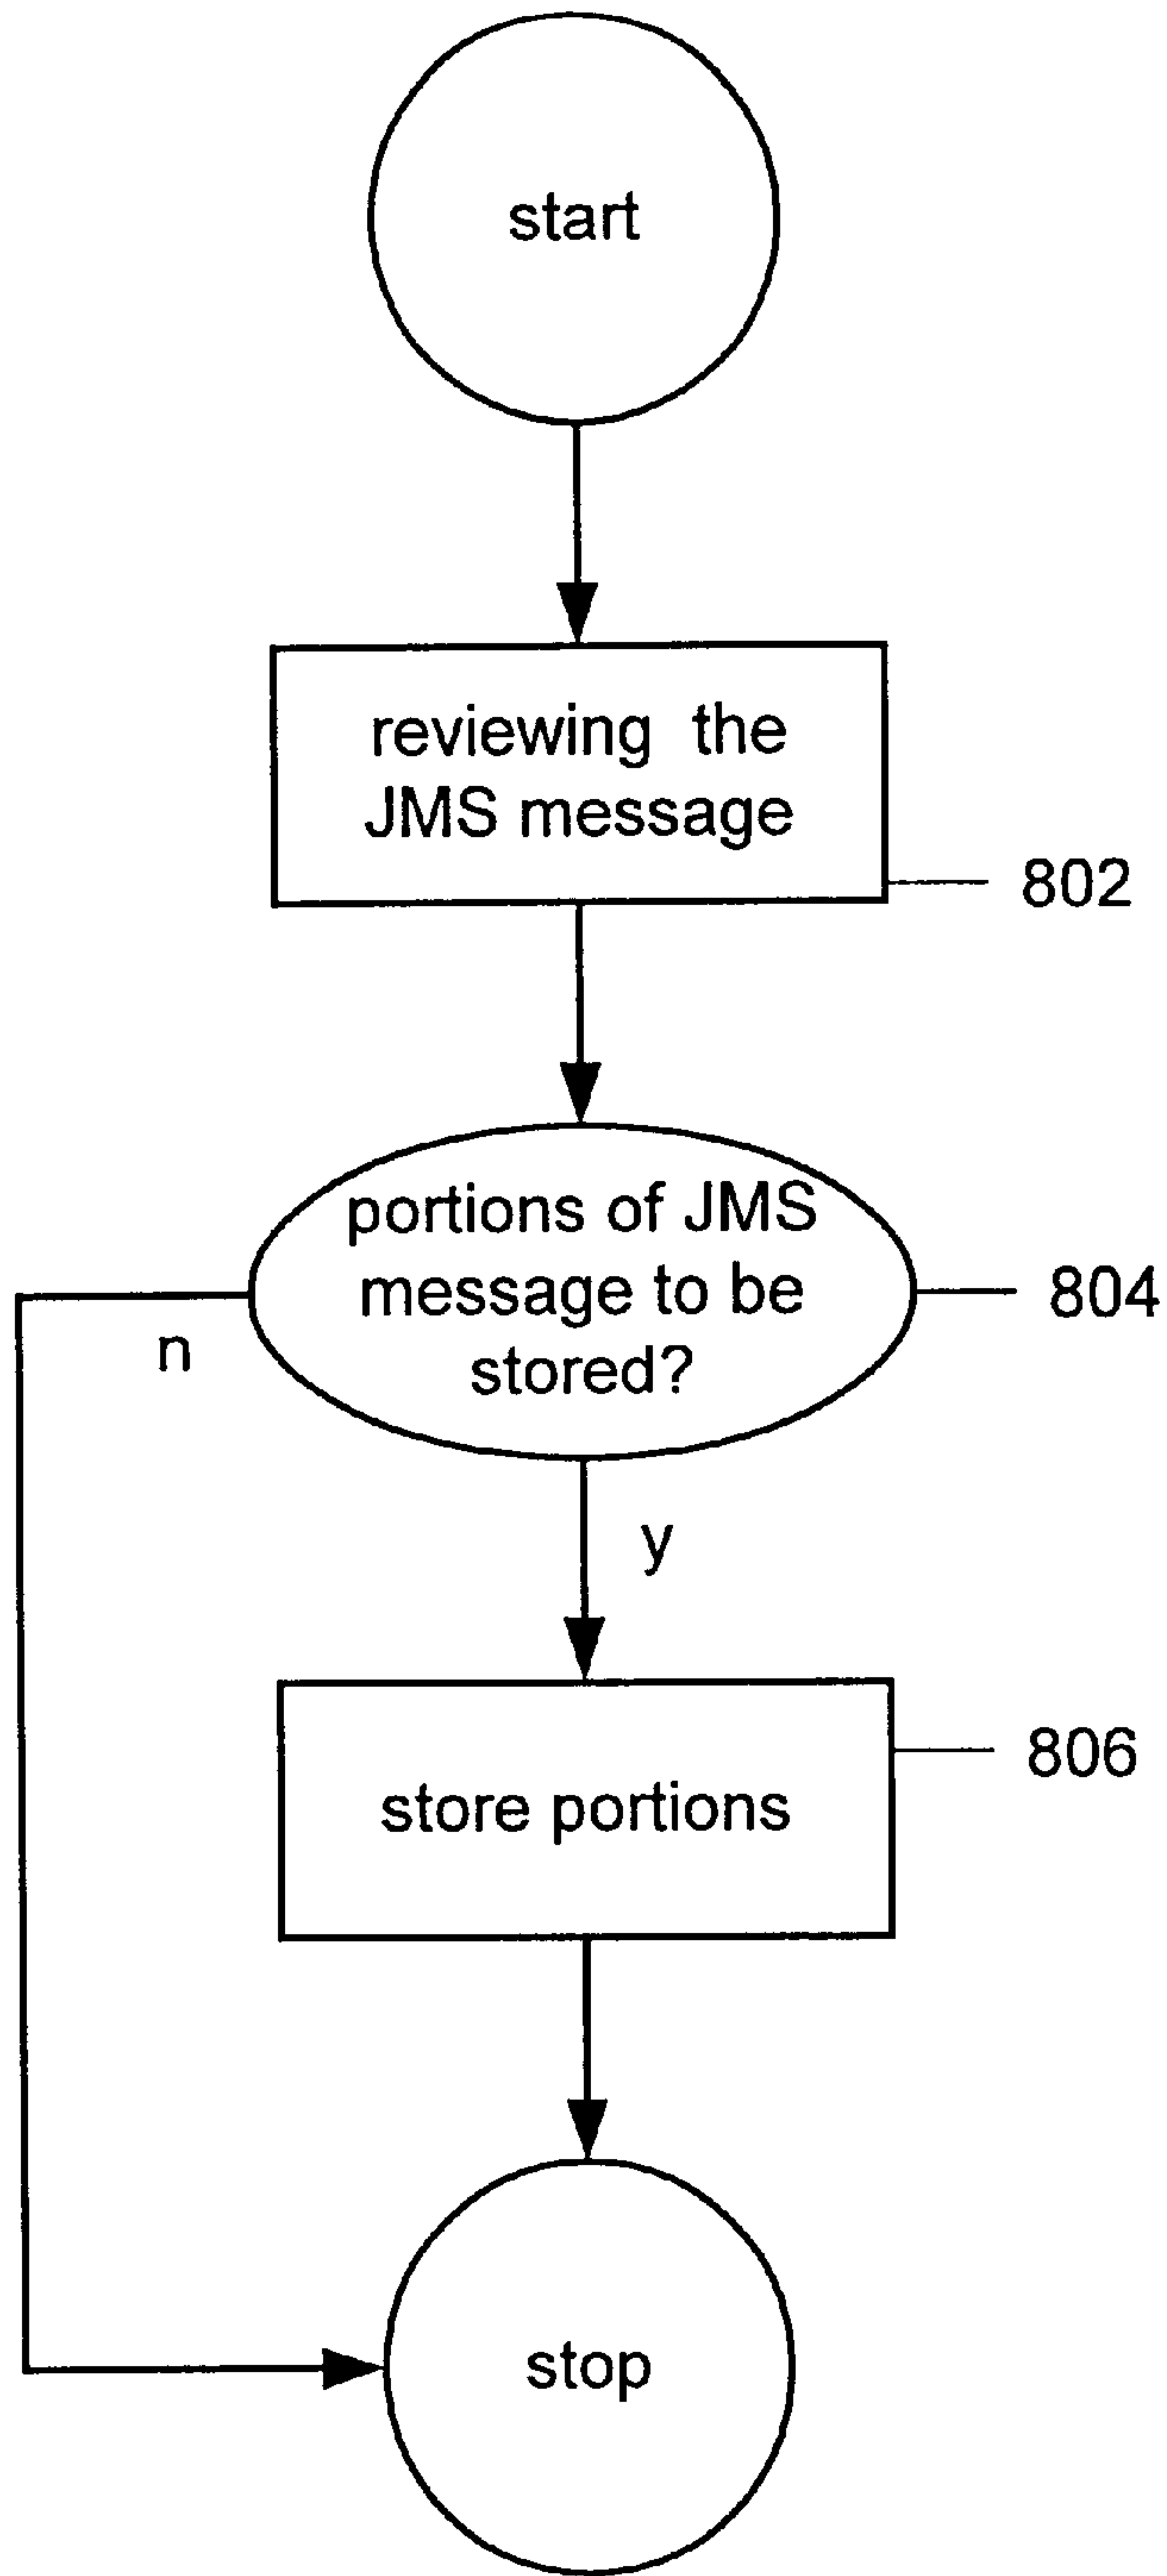 start
reviewing the
JMS message
802
portions of JMS
message to be
stored?
804
n
y
806
store portions
stop